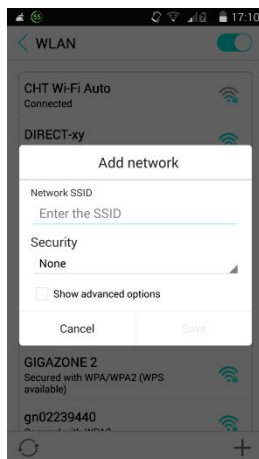 55
17:10
WLAN
CHT Wi-Fi Auto
Connected
DIRECT-xy
Add network
Network SSID
Enter the SSID
Security
None
Show advanced options
Cancel
Save
GIGAZONE 2
Secured with WPA/WPA2 (WPS
available)
gn02239440